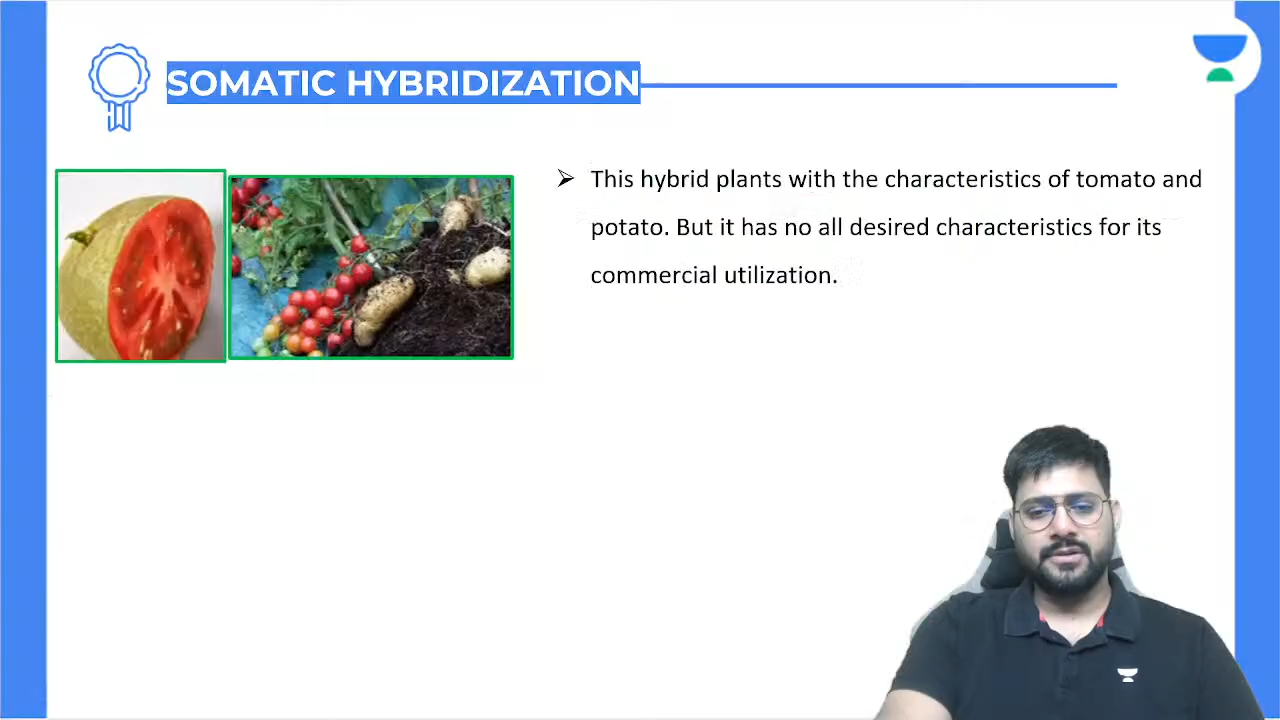 SOMATIC HYBRIDIZATION
➢ This hybrid plants with the characteristics of tomato and
potato. But it has no all desired characteristics for its
commercial utilization.